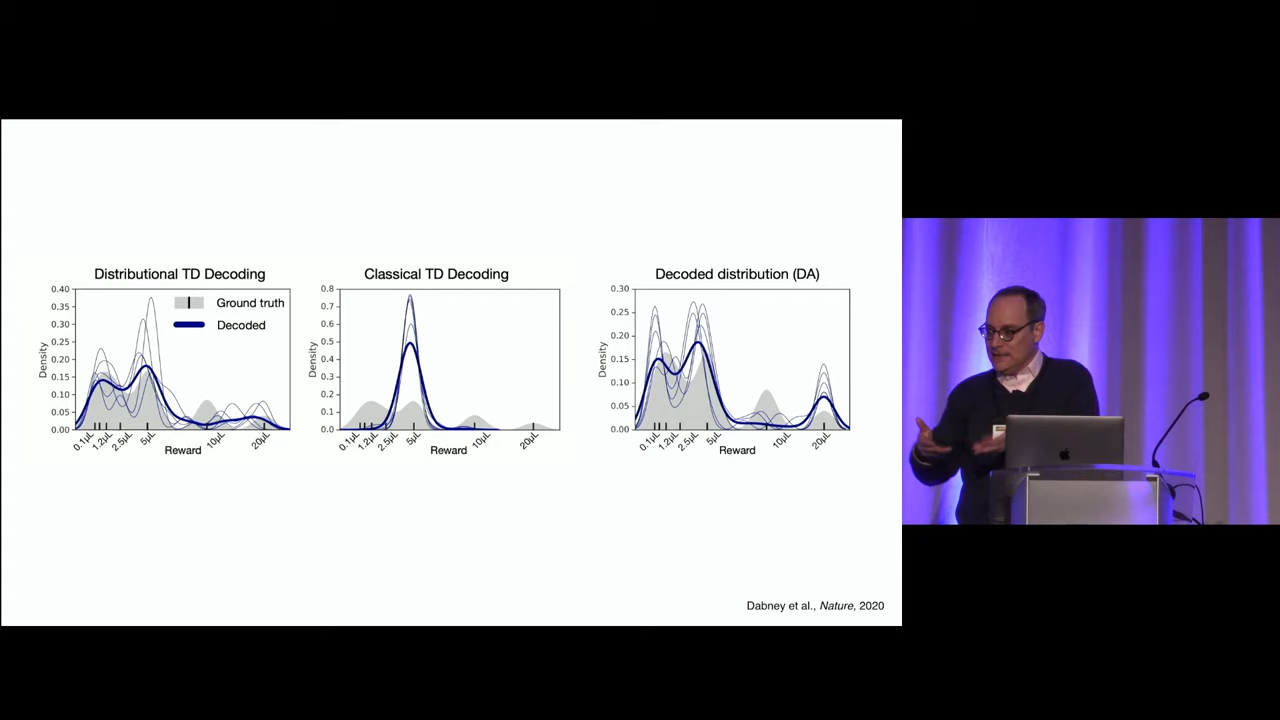 Distributional TD Decoding
0.40
0.35
0.30
0.25
0.20
0.15
0.10
0.05
0.00
Density
Ground truth
Decoded
0.1μL
1.2μL
2.5μL
5μL
10μL
20μL
Reward
Classical TD Decoding
0.8
0.7
0.6
0.5
0.4
0.3
0.2
0.1
0.0
Density
0.1μL
1.2μL
2.5μL
5μL
10μL
20μL
Reward
Decoded distribution (DA)
0.30
0.25
0.20
0.15
0.10
0.05
0.00
Density
0.1μL
1.2μL
2.5μL
5μL
10μL
20μL
Reward
Dabney et al., Nature, 2020